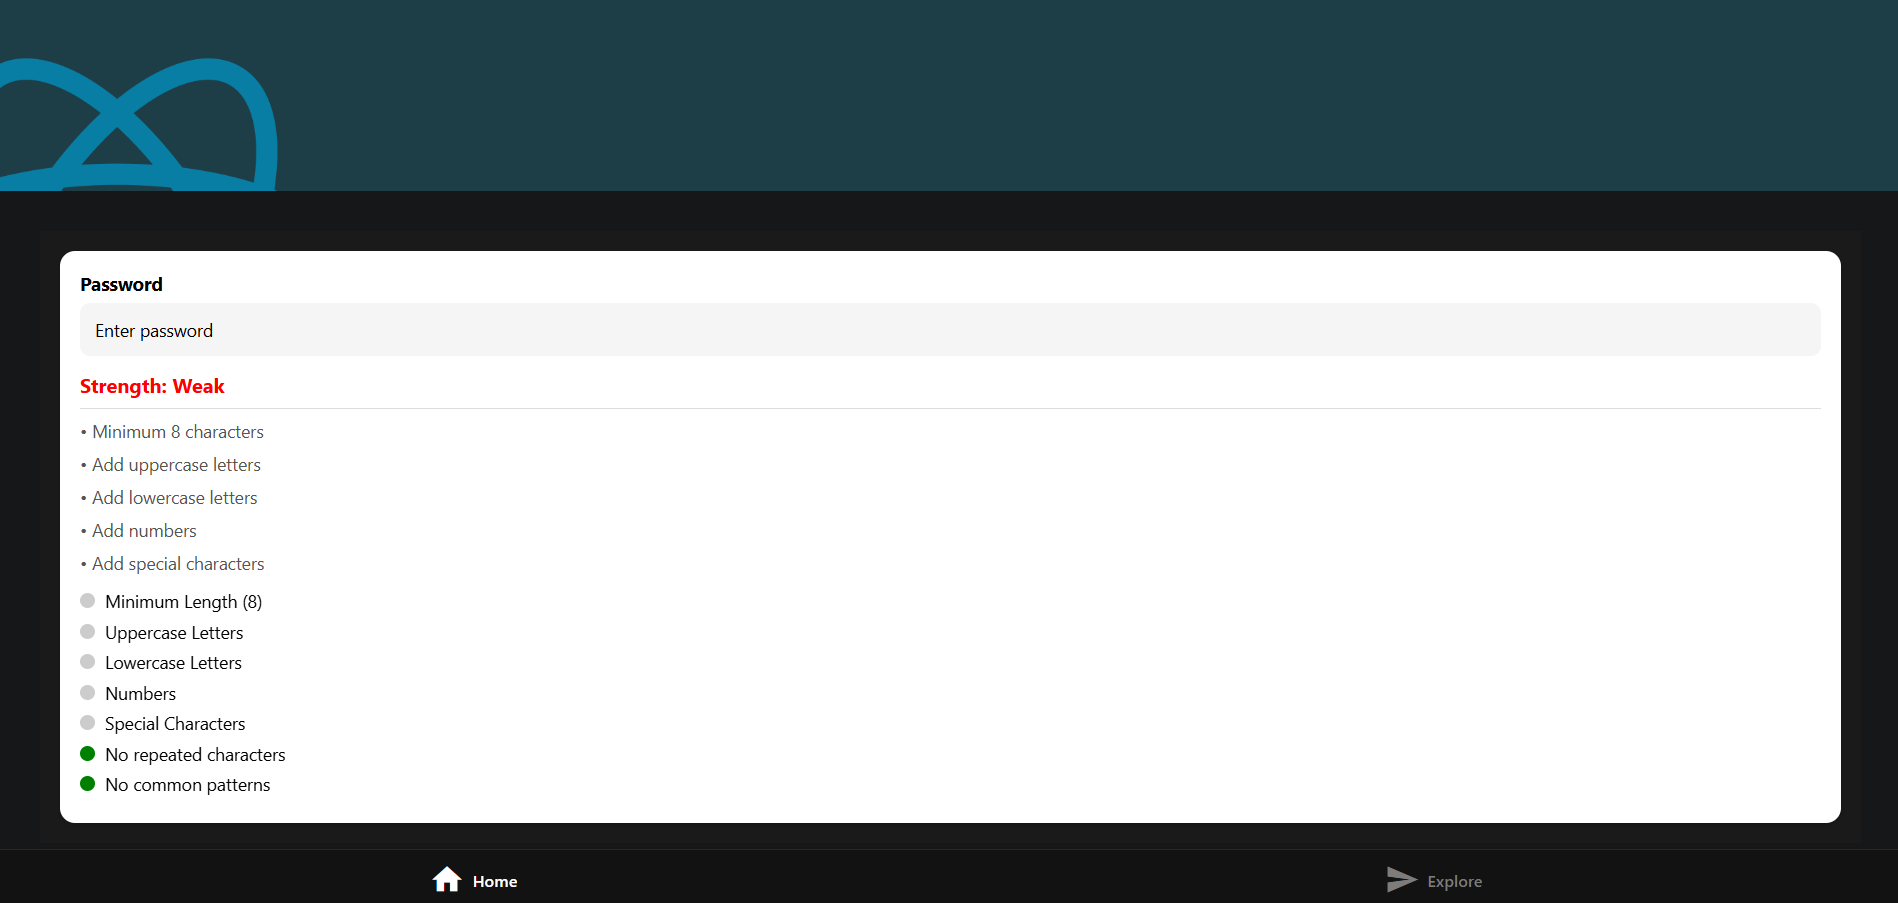 Password
Enter password
Strength: Weak
• Minimum 8 characters
• Add uppercase letters
• Add lowercase letters
• Add numbers
• Add special characters
Minimum Length (8)
Uppercase Letters
Lowercase Letters
Numbers
Special Characters
No repeated characters
No common patterns
Home
Explore